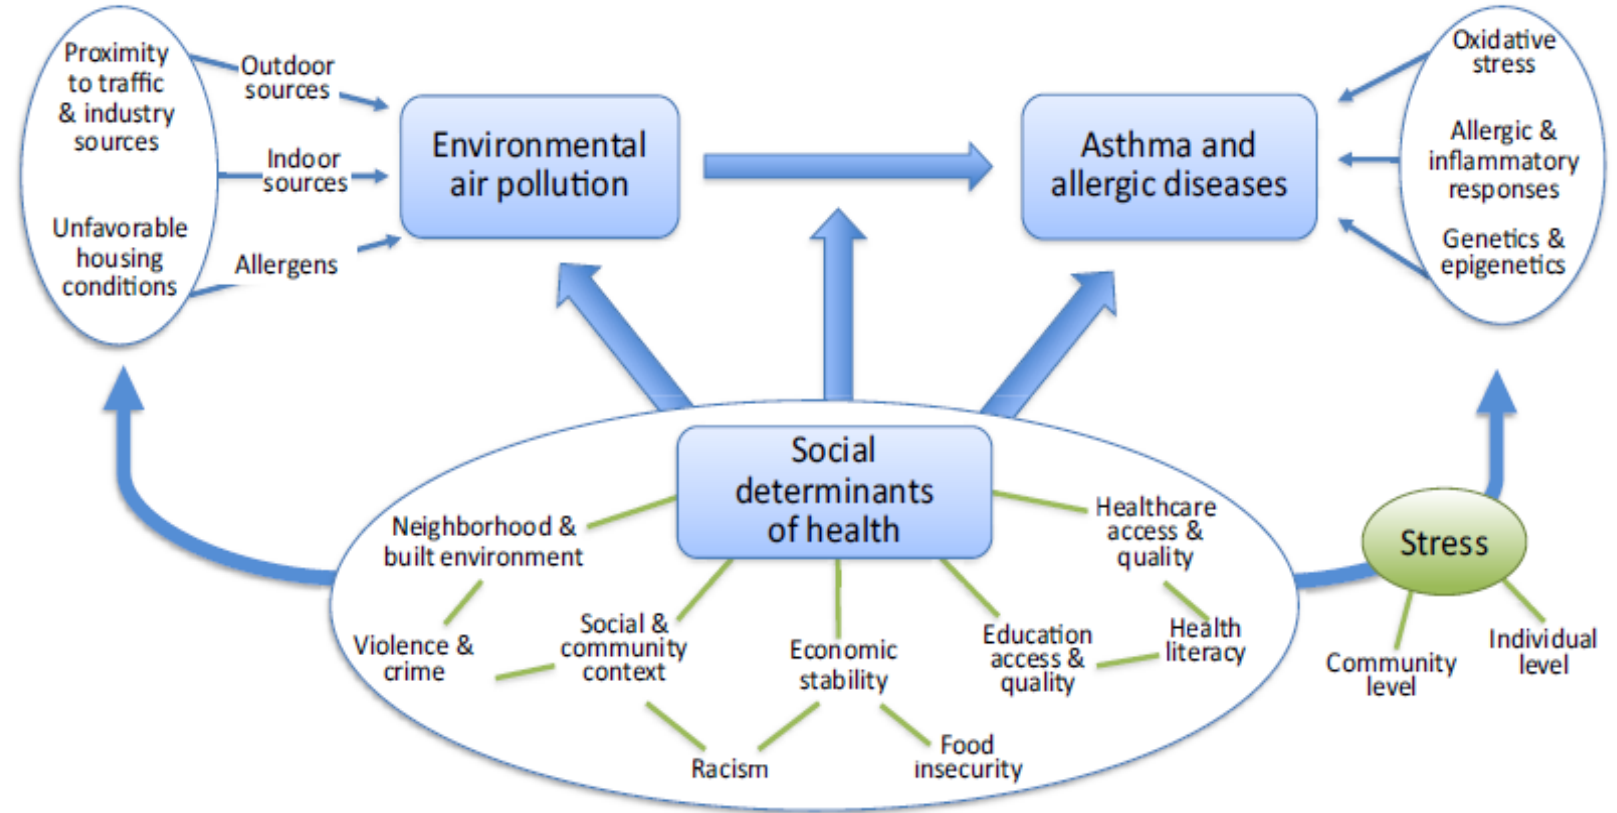 Proximity
to traffic
& industry
sources
Unfavorable
housing
conditions
Outdoor
sources
Indoor
sources
Allergens
Environmental
air pollution
Asthma and
allergic diseases
Oxidative
stress
Allergic &
inflammatory
responses
Genetics &
epigenetics
Social
determinants
of health
Neighborhood &
built environment
Violence &
crime
Social &
community
context
Racism
Economic
stability
Food
insecurity
Education
access &
quality
Healthcare
access &
quality
Health
literacy
Stress
Community
level
Individual
level